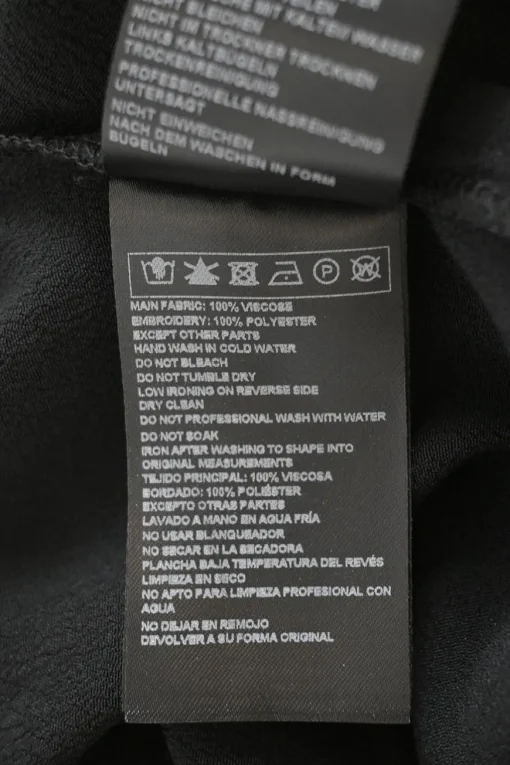 NICHT BLEICHEN
NICHT IM TROCKNER TROCKNEN
LINKS KALTBÜGELN
TROCKENREINIGUNG
PROFESSIONELLE NASSREINIGUNG
UNTERSAGT
NICHT EINWEICHEN
NACH DEM WASCHEN IN FORM
BÜGELN
P
W
MAIN FABRIC: 100% VISCOSE
EMBROIDERY: 100% POLYESTER
EXCEPT OTHER PARTS
HAND WASH IN COLD WATER
DO NOT BLEACH
DO NOT TUMBLE DRY
LOW IRONING ON REVERSE SIDE
DRY CLEAN
DO NOT PROFESSIONAL WASH WITH WATER
DO NOT SOAK
IRON AFTER WASHING TO SHAPE INTO
ORIGINAL MEASUREMENTS
TEJIDO PRINCIPAL: 100% VISCOSA
BORDADO: 100% POLIÉSTER
EXCEPTO OTRAS PARTES
LAVADO A MANO EN AGUA FRÍA
NO USAR BLANQUEADOR
NO SECAR EN LA SECADORA
PLANCHA BAJA TEMPERATURA DEL REVÉS
LIMPIEZA EN SECO
NO APTO PARA LIMPIEZA PROFESIONAL CON
AGUA
NO DEJAR EN REMOJO
DEVOLVER A SU FORMA ORIGINAL